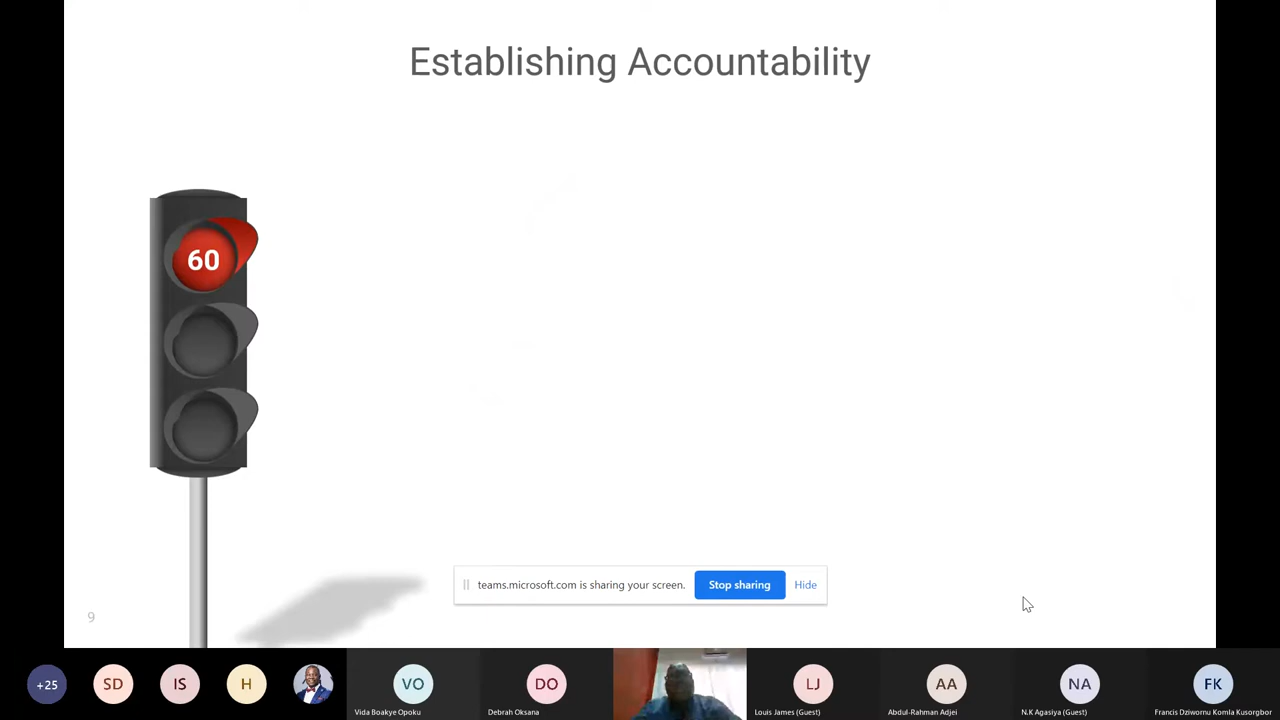 Establishing Accountability
60
teams.microsoft.com is sharing your screen. Stop sharing Hide
9
+25 SD IS H VO DO LJ AA NA FK
Vida Boakye Opoku Debrah Oksana Louis James (Guest) Abdul-Rahman Adjei N.K Agasiya (Guest) Francis Dziwornu Komla Kusorgbor